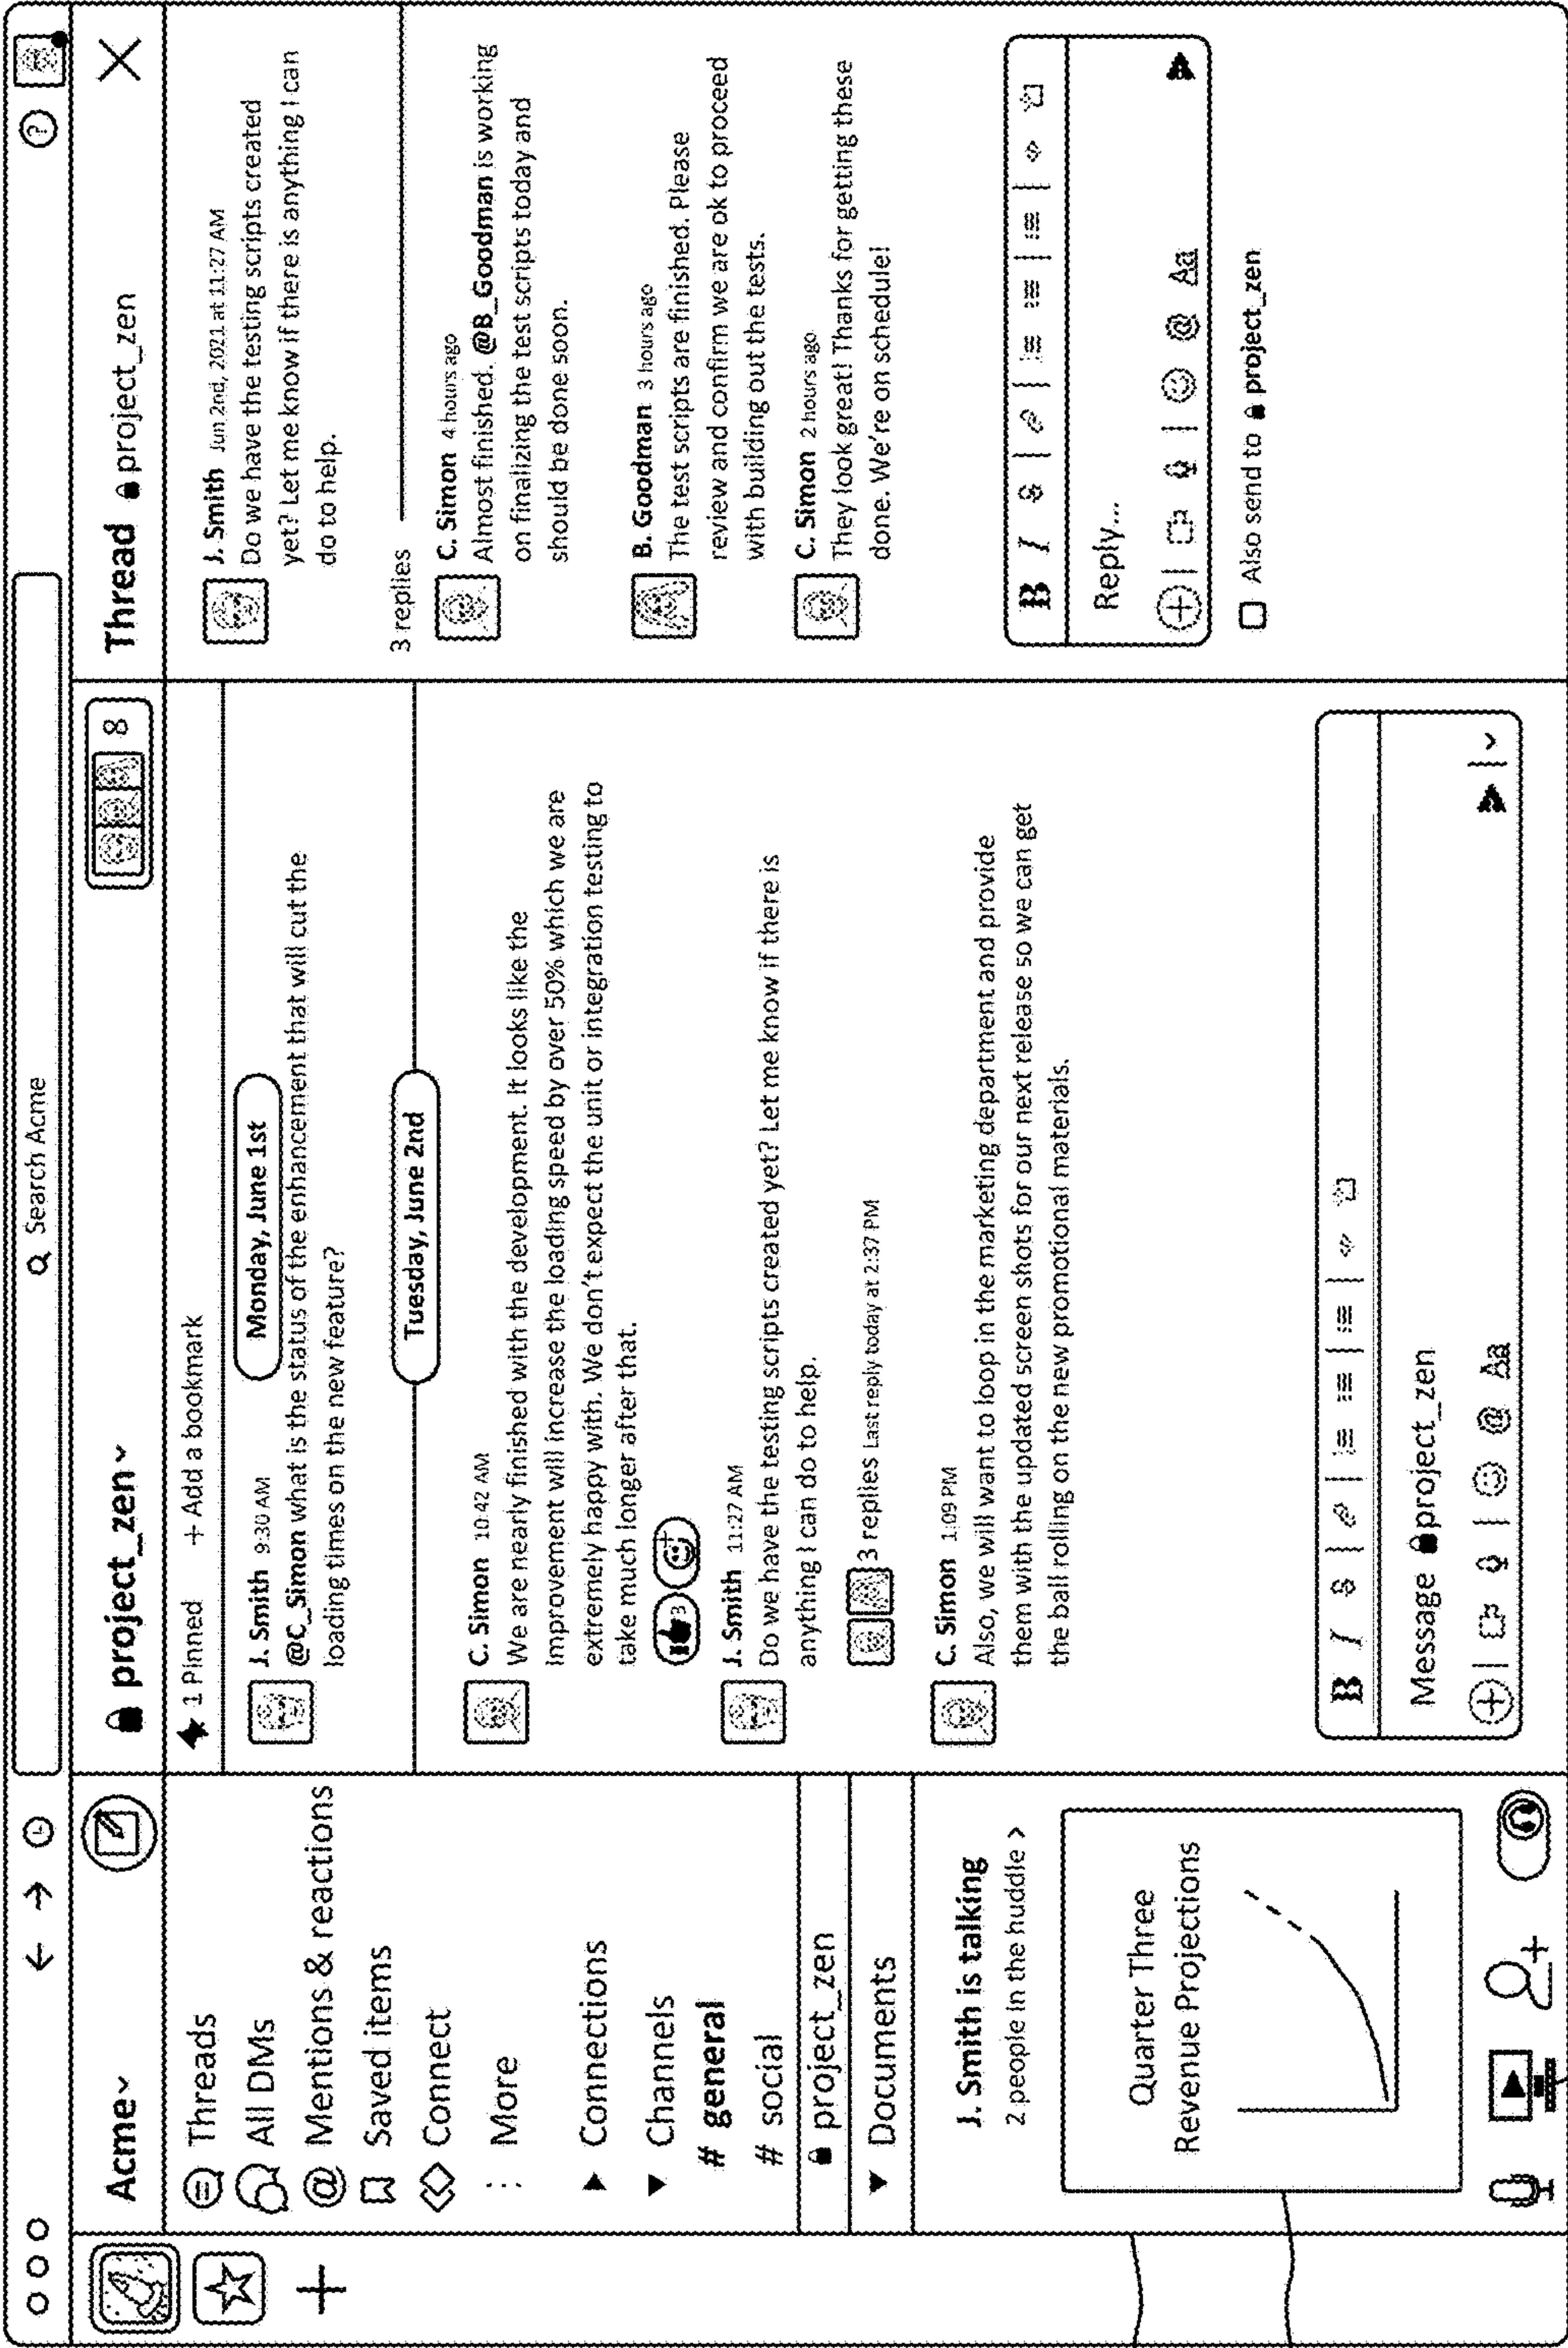 Search Acme
?
Acme
Threads
All DMs
@ Mentions & reactions
Saved items
Connect
More
Connections
Channels
# general
# social
project_zen
Documents
J. Smith is talking
2 people in the huddle >
Quarter Three
Revenue Projections
project_zen
8
1 Pinned + Add a bookmark
Monday, June 1st
J. Smith 9:30 AM
@C_Simon what is the status of the enhancement that will cut the
loading times on the new feature?
Tuesday, June 2nd
C. Simon 10:42 AM
We are nearly finished with the development. It looks like the
improvement will increase the loading speed by over 50% which we are
extremely happy with. We don't expect the unit or integration testing to
take much longer after that.
3
J. Smith 11:27 AM
Do we have the testing scripts created yet? Let me know if there is
anything I can do to help.
3 replies Last reply today at 2:37 PM
C. Simon 1:09 PM
Also, we will want to loop in the marketing department and provide
them with the updated screen shots for our next release so we can get
the ball rolling on the new promotional materials.
B I S
Message project_zen
@ Aa
Thread project_zen
J. Smith Jun 2nd, 2021 at 11:27 AM
Do we have the testing scripts created
yet? Let me know if there is anything I can
do to help.
3 replies
C. Simon 4 hours ago
Almost finished. @B_Goodman is working
on finalizing the test scripts today and
should be done soon.
B. Goodman 3 hours ago
The test scripts are finished. Please
review and confirm we are ok to proceed
with building out the tests.
C. Simon 2 hours ago
They look great! Thanks for getting these
done. We're on schedule!
B I S
Reply...
@ Aa
Also send to project_zen